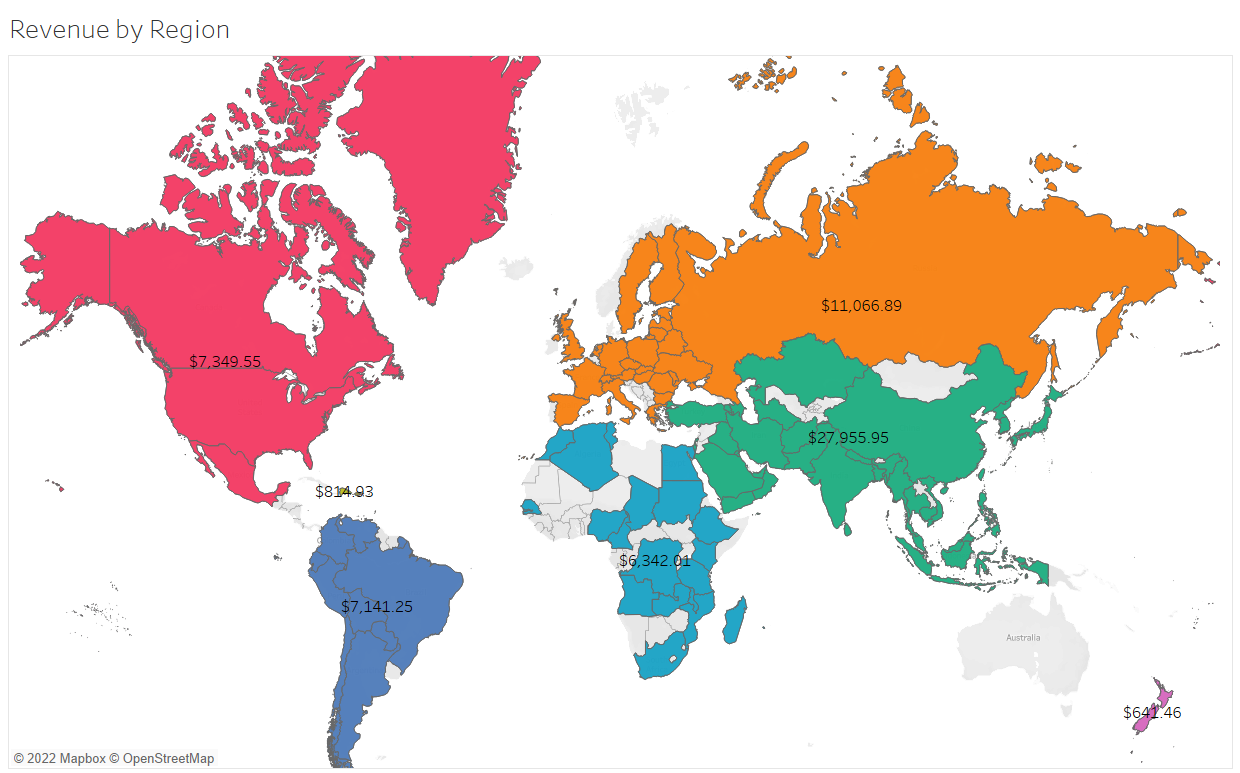 Revenue by Region
$11,066.89
$7,349.55
$27,955.95
$814.93
$6,342.01
$7,141.25
Australia
$641.46
© 2022 Mapbox © OpenStreetMap